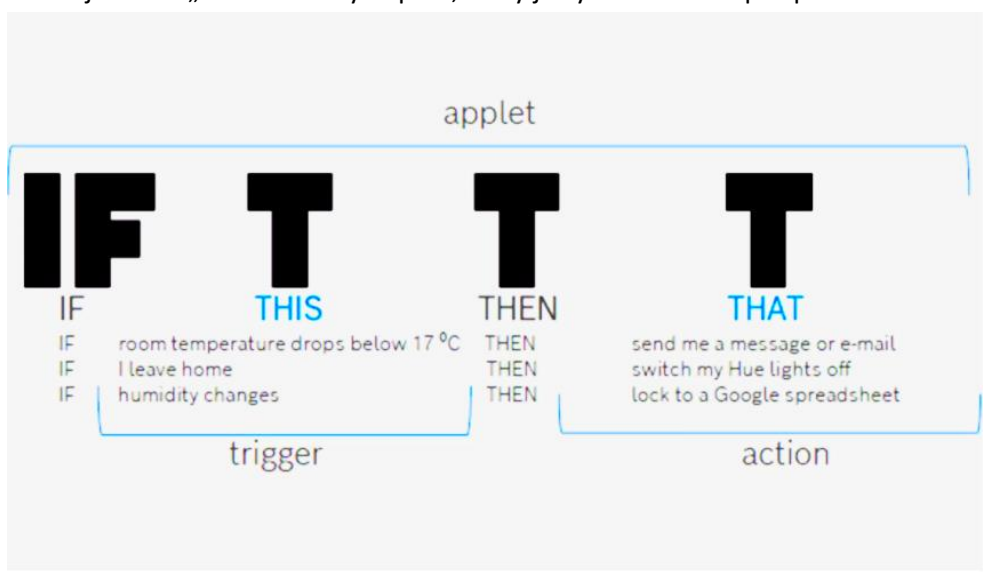 applet
IF T T T
IF THIS THEN THAT
IF room temperature drops below 17 ⁰C THEN send me a message or e-mail
IF I leave home THEN switch my Hue lights off
IF humidity changes THEN lock to a Google spreadsheet
trigger action